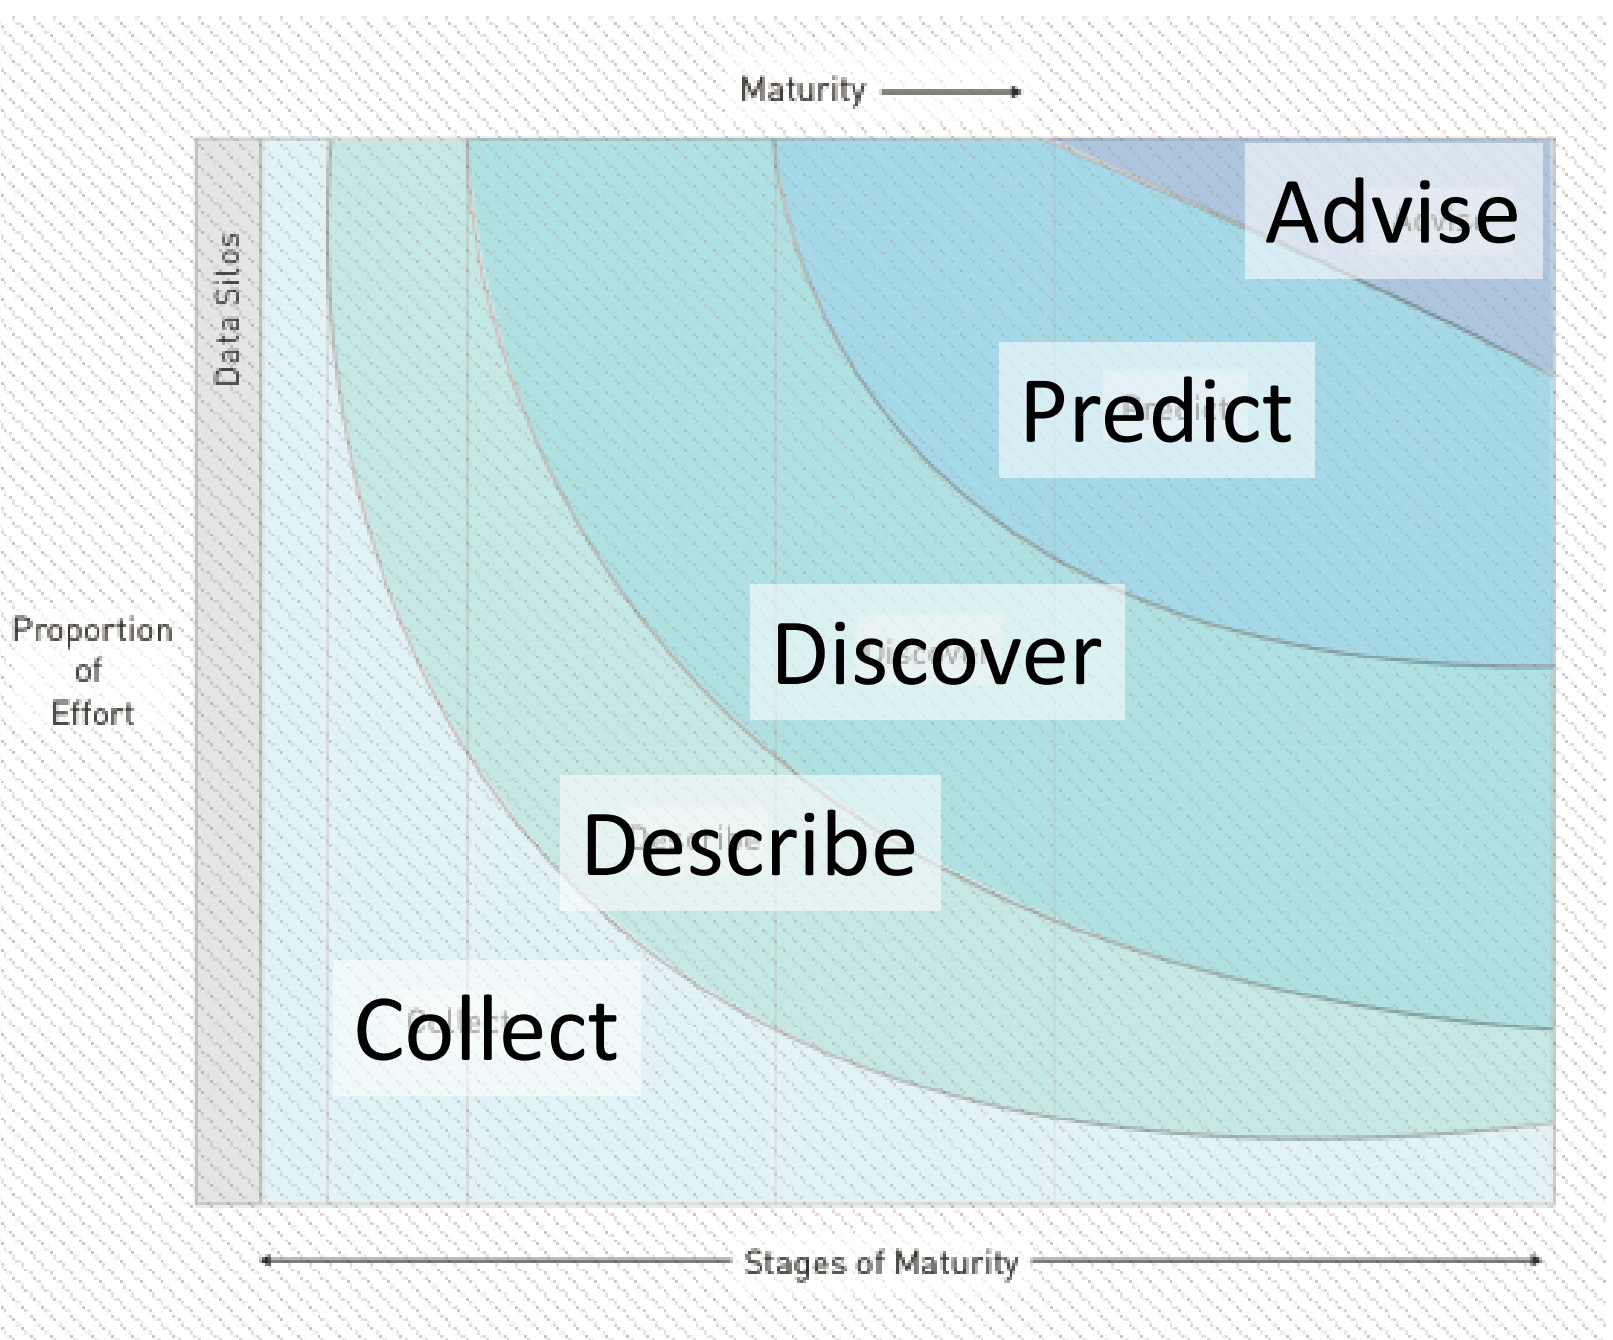 Maturity
Data Silos
Advise
Predict
Proportion
of
Effort
Discover
Describe
Collect
Stages of Maturity